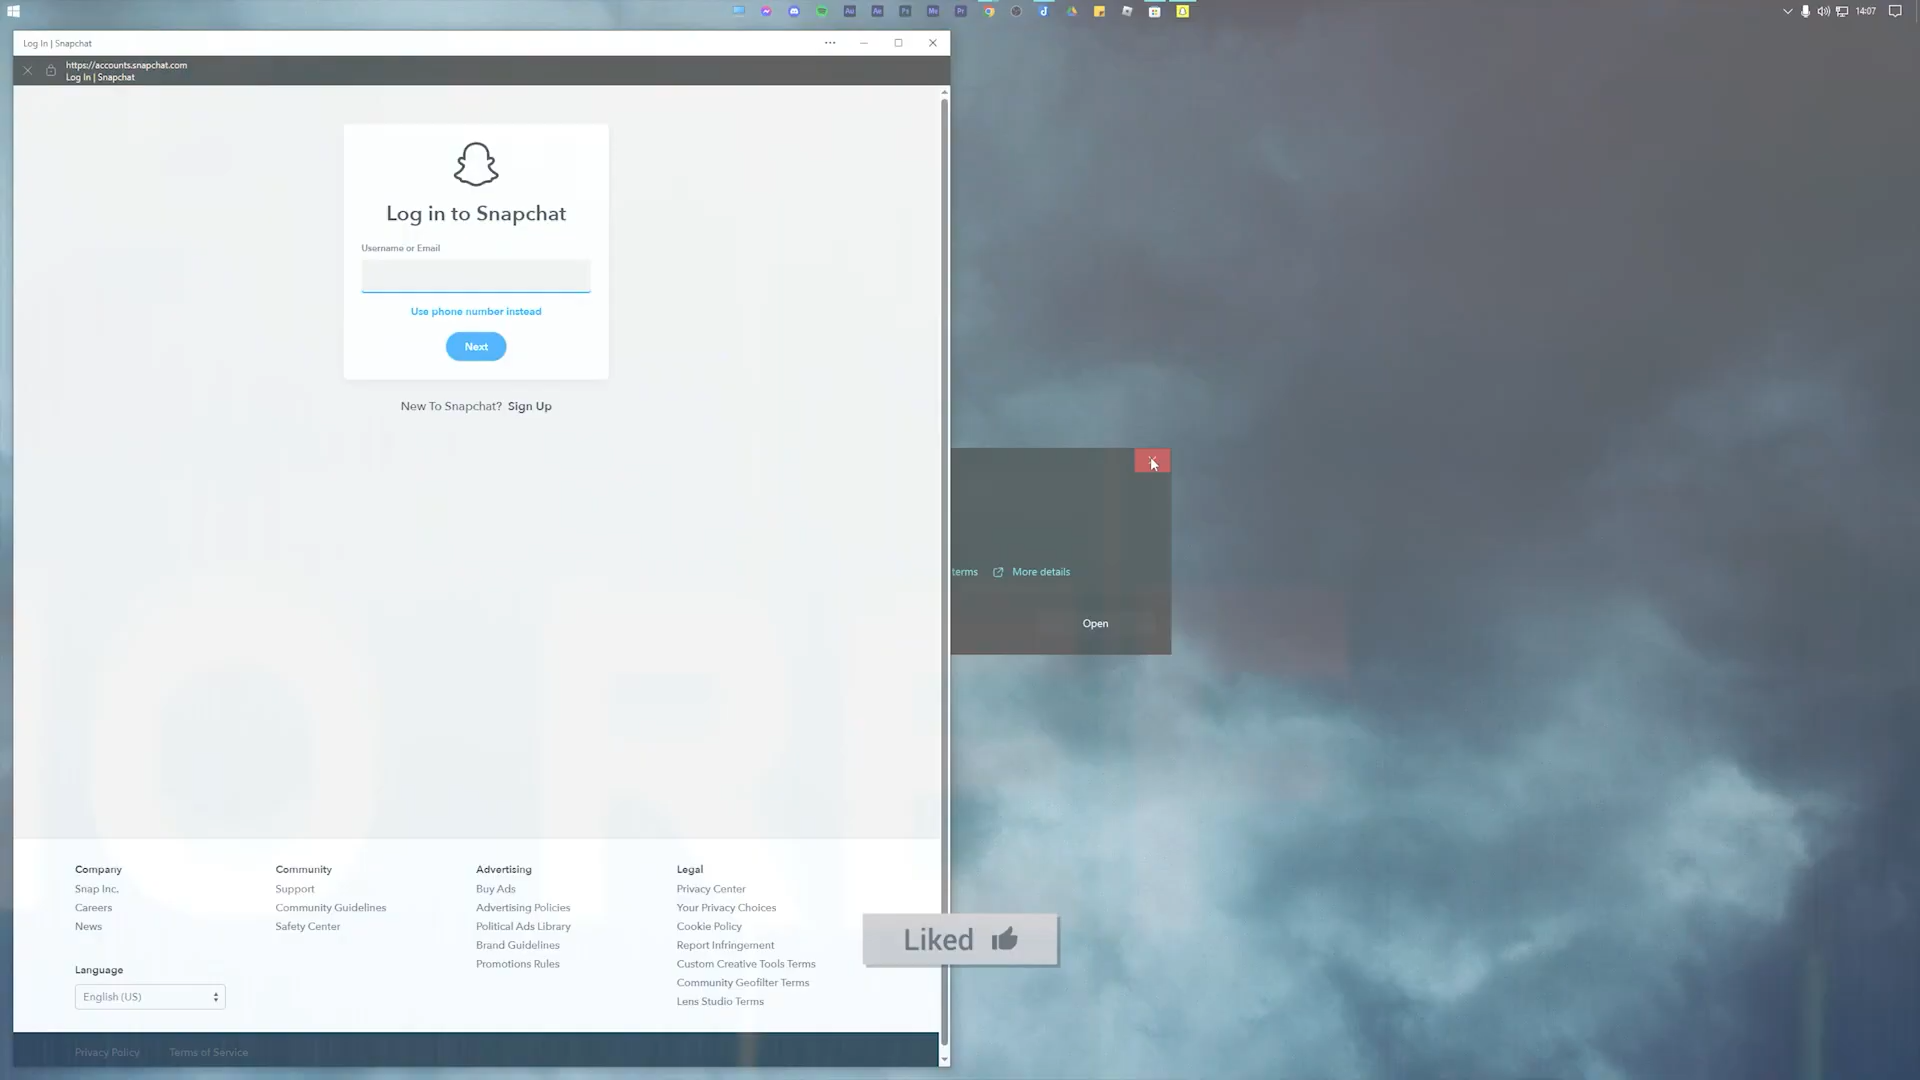 14:07
Log In | Snapchat
https://accounts.snapchat.com
Log In | Snapchat
Log in to Snapchat
Username or Email
Use phone number instead
Next
New To Snapchat? Sign Up
terms
More details
Open
Company
Snap Inc.
Careers
News
Community
Support
Community Guidelines
Safety Center
Advertising
Buy Ads
Advertising Policies
Political Ads Library
Brand Guidelines
Promotions Rules
Legal
Privacy Center
Your Privacy Choices
Cookie Policy
Report Infringement
Custom Creative Tools Terms
Community Geofilter Terms
Lens Studio Terms
Language
English (US)
Liked
Privacy Policy
Terms of Service